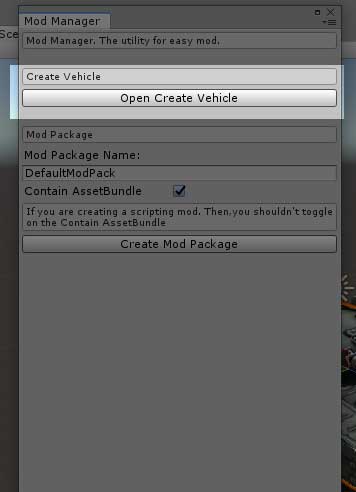 Mod Manager
Sce
Mod Manager. The utility for easy mod.
Create Vehicle
Open Create Vehicle
Mod Package
Mod Package Name:
DefaultModPack
Contain AssetBundle
If you are creating a scripting mod. Then,you shouldn't toggle
on the Contain AssetBundle
Create Mod Package